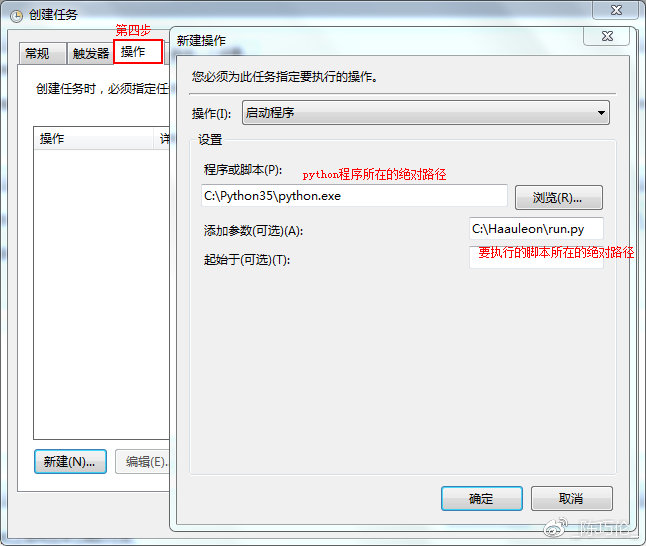 创建任务
第四步
常规
触发器
操作
创建任务时，必须指定任
操作
详
新建(N)...
编辑(E).
新建操作
您必须为此任务指定要执行的操作。
操作(I):
启动程序
设置
程序或脚本(P):
python程序所在的绝对路径
C:\Python35\python.exe
浏览(R)...
添加参数(可选)(A):
C:\Haauleon\run.py
起始于(可选)(T):
要执行的脚本所在的绝对路径
确定
取消
_陈巧伦_